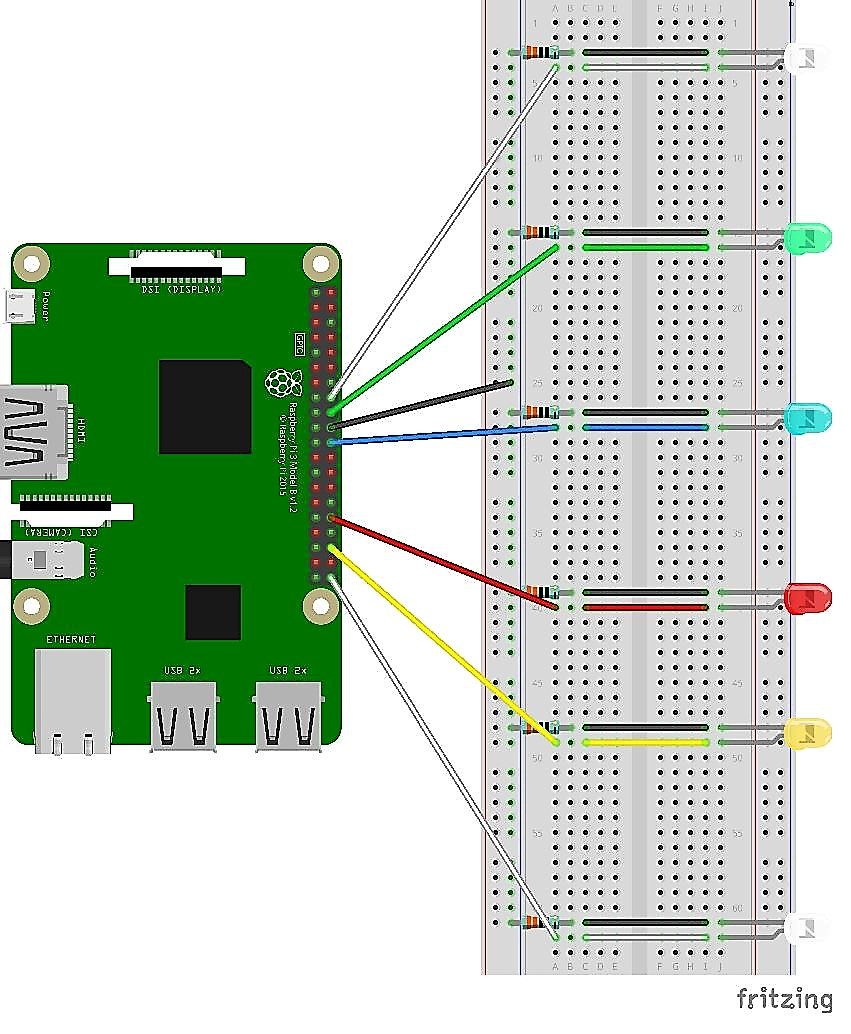 A B C D E F G H I J
1 1
5 5
10 10
DSI (DISPLAY)
Power
20 20
GPIO
25 25
Raspberry Pi 3 Model B v1.2
© Raspberry Pi 2015
HDMI
30 30
CSI (CAMERA)
35 35
Audio
40 40
ETHERNET
USB 2x USB 2x
45 45
50 50
55 55
60 60
A B C D E F G H I J
fritzing